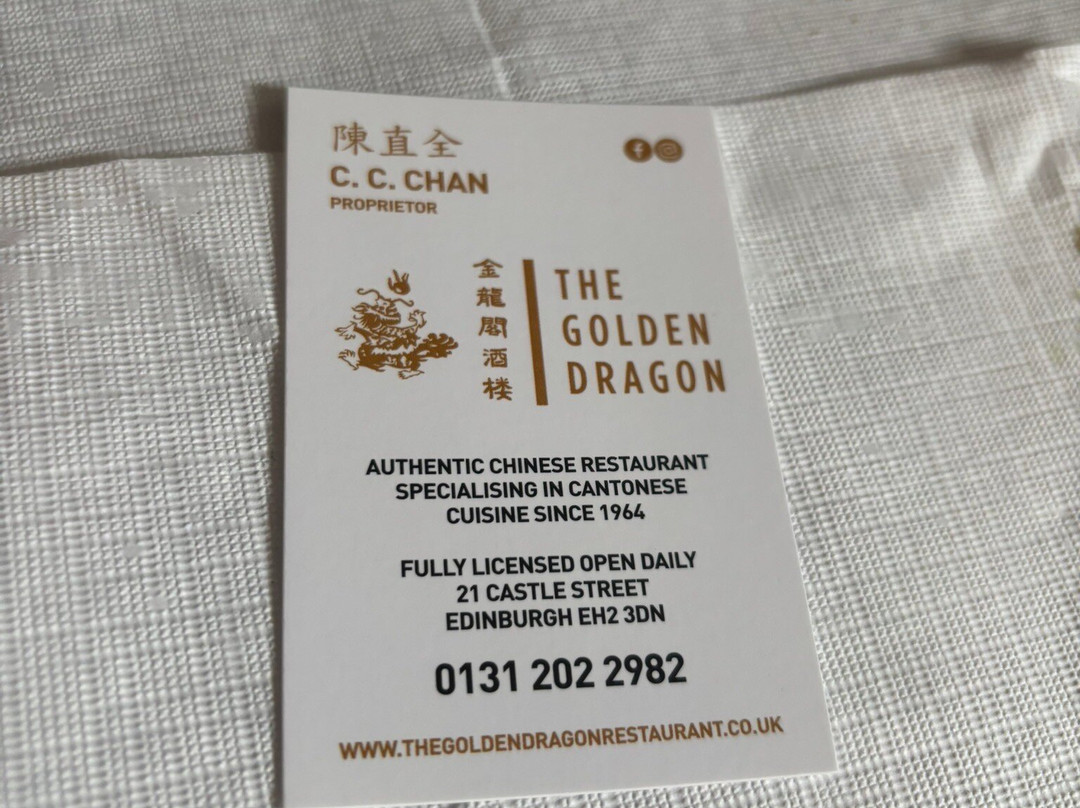 陳直全
C. C. CHAN
PROPRIETOR
金龍閣酒楼
THE
GOLDEN
DRAGON
AUTHENTIC CHINESE RESTAURANT
SPECIALISING IN CANTONESE
CUISINE SINCE 1964
FULLY LICENSED OPEN DAILY
21 CASTLE STREET
EDINBURGH EH2 3DN
0131 202 2982
WWW.THEGOLDENDRAGONRESTAURANT.CO.UK